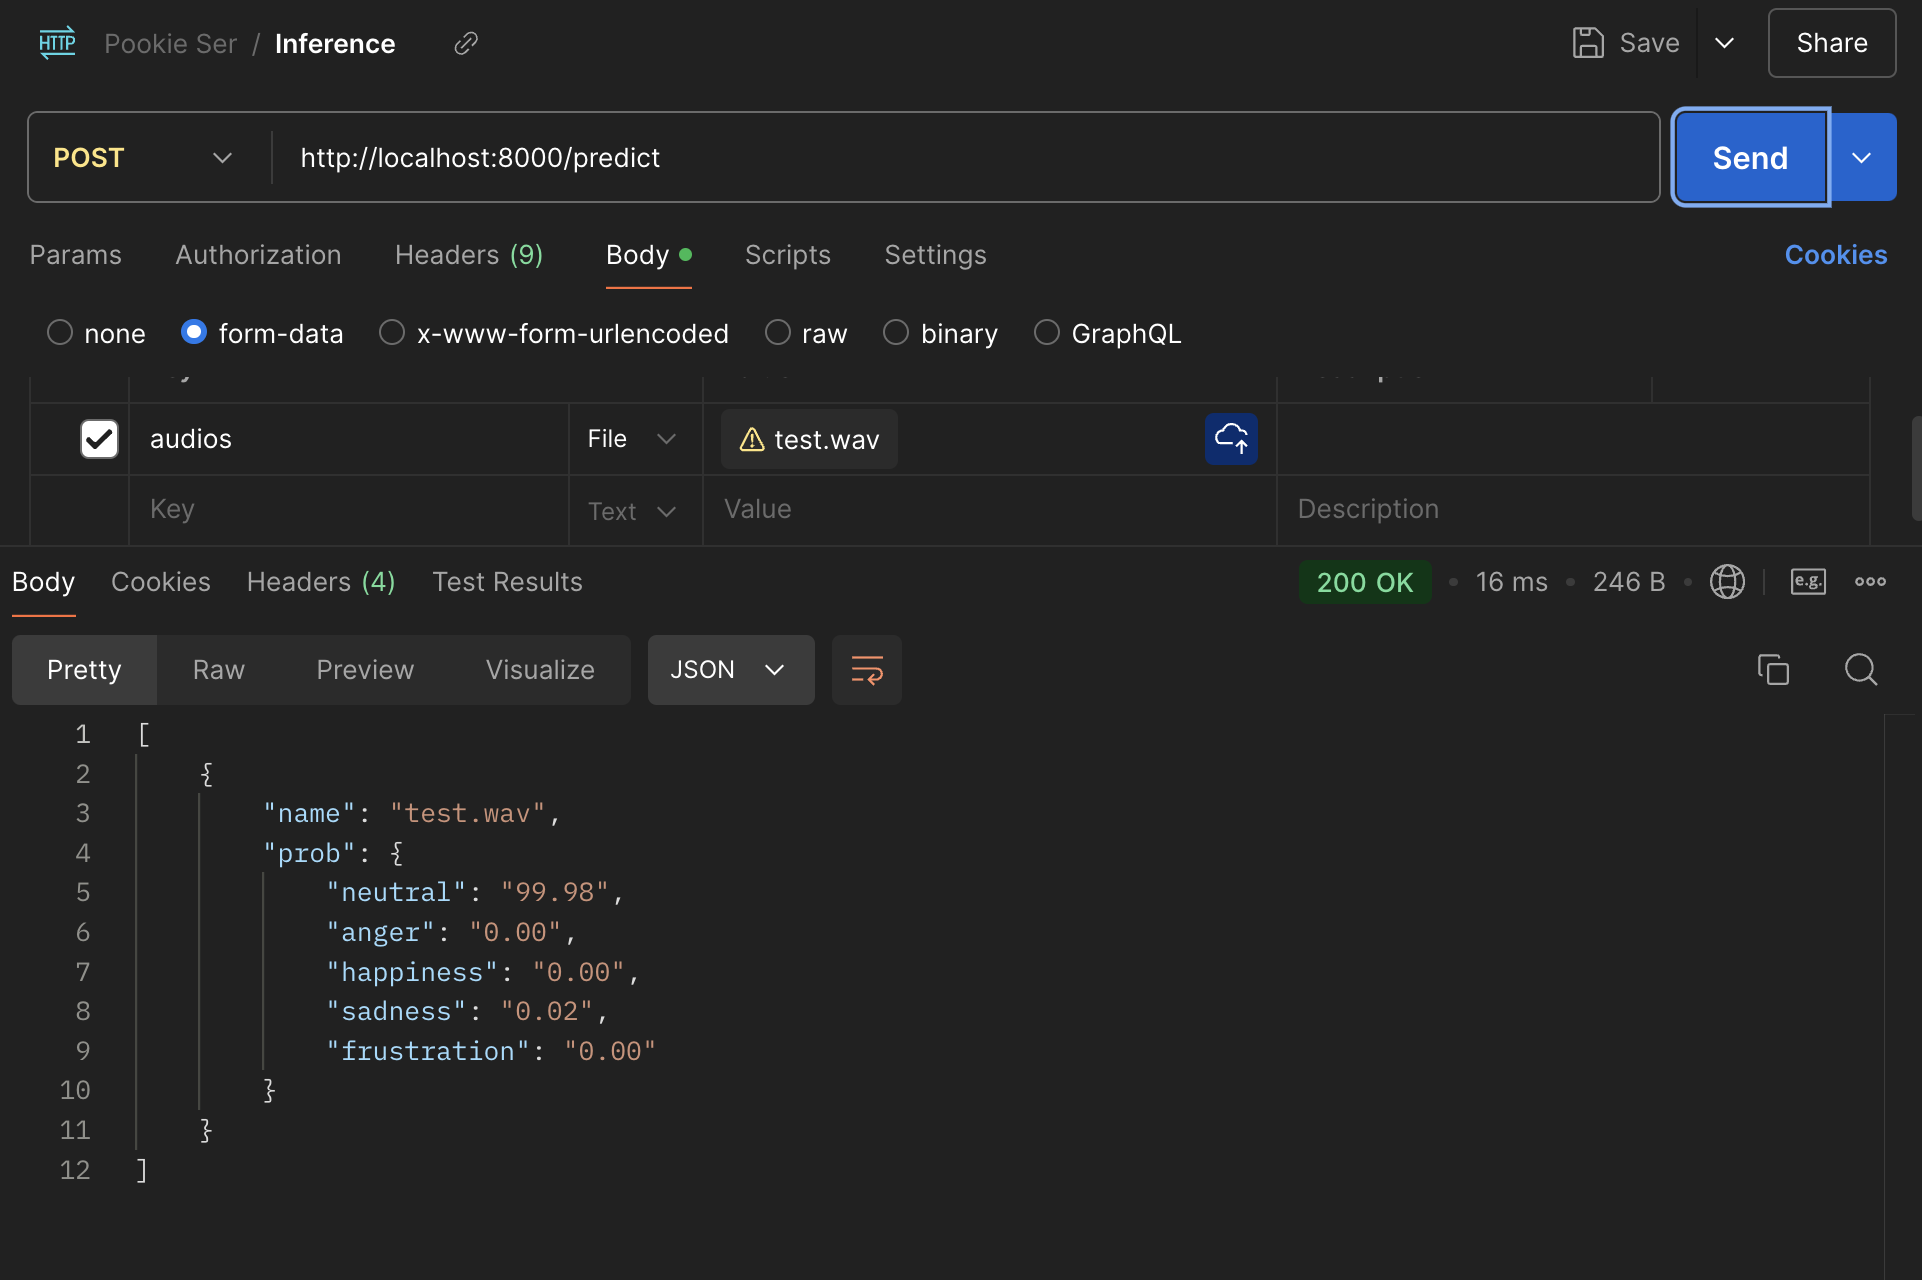 HTTP Pookie Ser / Inference Save Share
POST http://localhost:8000/predict Send
Params Authorization Headers (9) Body Scripts Settings Cookies
none form-data x-www-form-urlencoded raw binary GraphQL
audios File test.wav
Key Text Value Description
Body Cookies Headers (4) Test Results 200 OK • 16 ms • 246 B • e.g.
Pretty Raw Preview Visualize JSON
1 [
2 {
3 "name": "test.wav",
4 "prob": {
5 "neutral": "99.98",
6 "anger": "0.00",
7 "happiness": "0.00",
8 "sadness": "0.02",
9 "frustration": "0.00"
10 }
11 }
12 ]